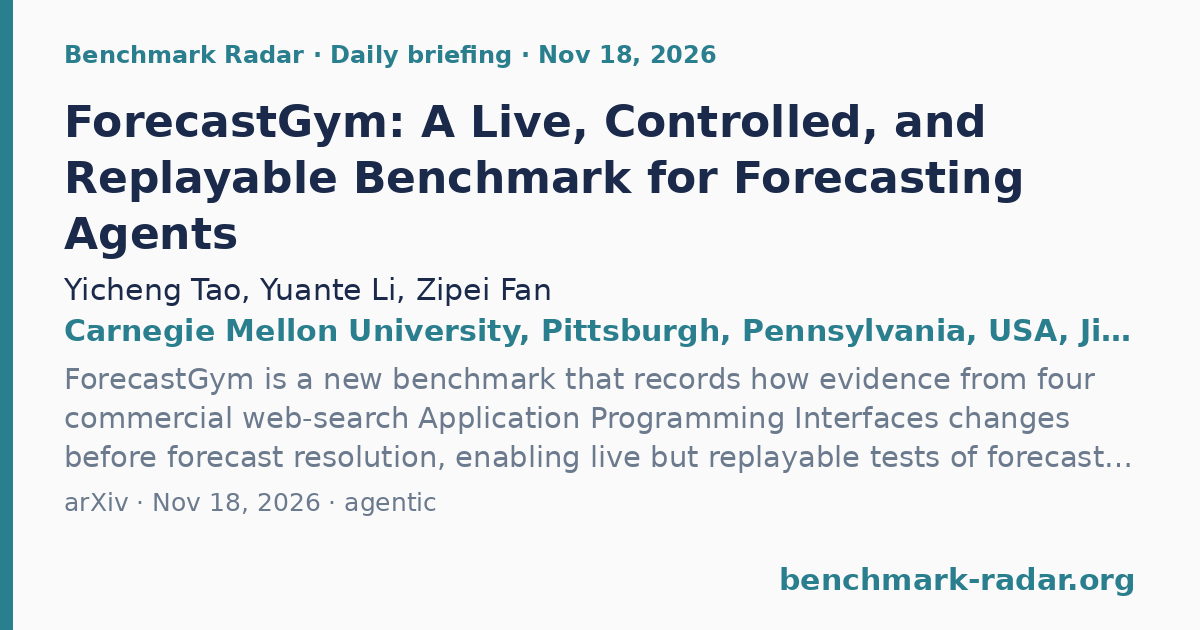 Benchmark Radar · Daily briefing · Nov 18, 2026
ForecastGym: A Live, Controlled, and
Replayable Benchmark for Forecasting
Agents
Yicheng Tao, Yuante Li, Zipei Fan
Carnegie Mellon University, Pittsburgh, Pennsylvania, USA, Ji…
ForecastGym is a new benchmark that records how evidence from four
commercial web-search Application Programming Interfaces changes
before forecast resolution, enabling live but replayable tests of forecast…
arXiv · Nov 18, 2026 · agentic
benchmark-radar.org